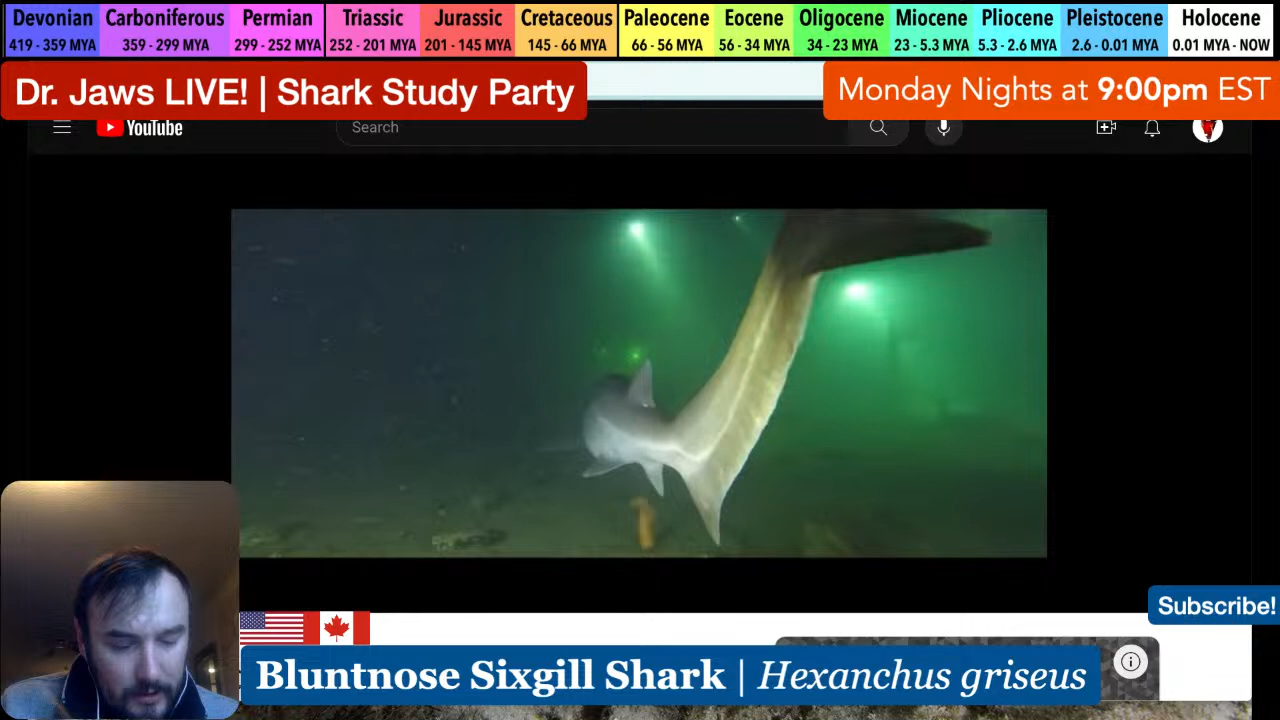 Devonian Carboniferous Permian Triassic Jurassic Cretaceous Paleocene Eocene Oligocene Miocene Pliocene Pleistocene Holocene
419 - 359 MYA 359 - 299 MYA 299 - 252 MYA 252 - 201 MYA 201 - 145 MYA 145 - 66 MYA 66 - 56 MYA 56 - 34 MYA 34 - 23 MYA 23 - 5.3 MYA 5.3 - 2.6 MYA 2.6 - 0.01 MYA 0.01 MYA - NOW
Dr. Jaws LIVE! | Shark Study Party
Monday Nights at 9:00pm EST
YouTube
Search
Subscribe!
Bluntnose Sixgill Shark | Hexanchus griseus